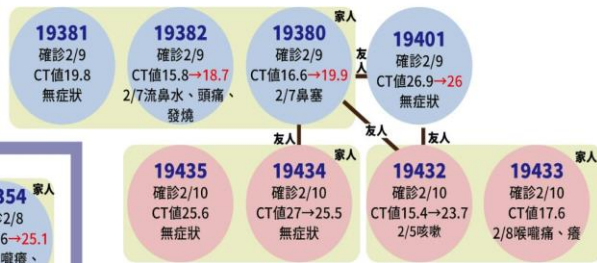 家人
19381
確診2/9
CT值19.8
無症狀
19382
確診2/9
CT值15.8→18.7
2/7流鼻水、頭痛、
發燒
19380
確診2/9
CT值16.6→19.9
2/7鼻塞
友
人
19401
確診2/9
CT值26.9→26
無症狀
友人
友人
友人
家人
19435
確診2/10
CT值25.6
無症狀
19434
確診2/10
CT值27→25.5
無症狀
家人
19432
確診2/10
CT值15.4→23.7
2/5咳嗽
19433
確診2/10
CT值17.6
2/8喉嚨痛、癢
354
家人
2/8
6→25.1
嚨癢、